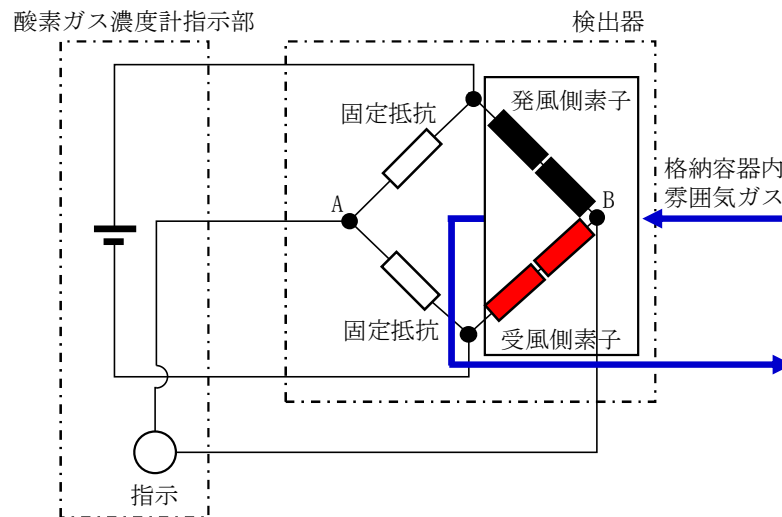 酸素ガス濃度計指示部
検出器
発風側素子
固定抵抗
格納容器内
雰囲気ガス
A
B
固定抵抗
受風側素子
指示